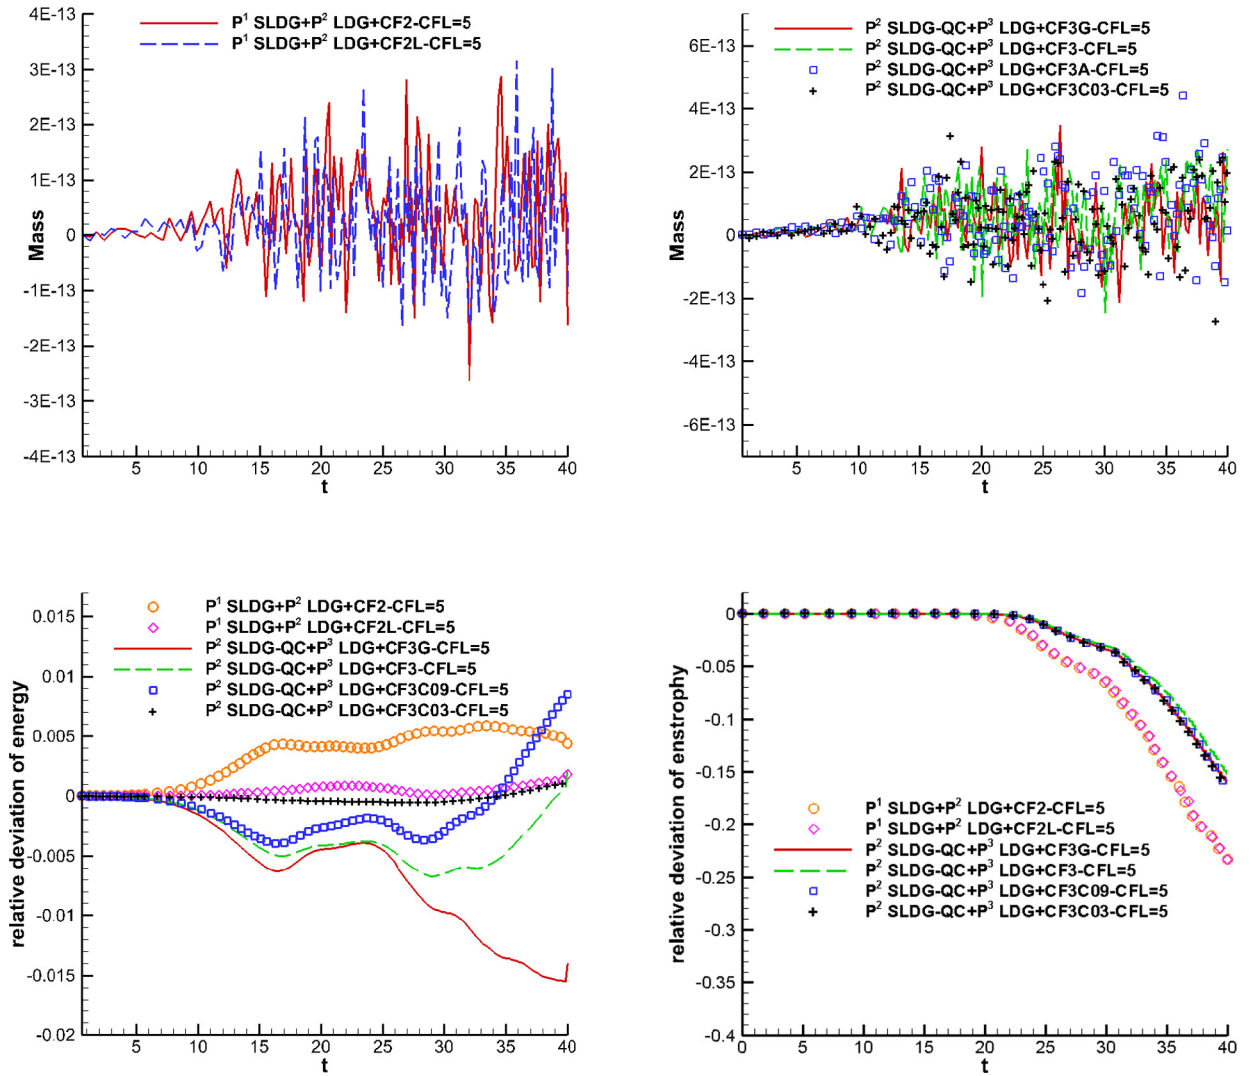 P¹ SLDG+P² LDG+CF2-CFL=5
P¹ SLDG+P² LDG+CF2L-CFL=5
3E-13
2E-13
1E-13
0
-1E-13
-2E-13
-3E-13
-4E-13
Mass
5 10 15 20 25 30 35 40
t
P² SLDG-QC+P³ LDG+CF3G-CFL=5
P² SLDG-QC+P³ LDG+CF3-CFL=5
P² SLDG-QC+P³ LDG+CF3A-CFL=5
P² SLDG-QC+P³ LDG+CF3C03-CFL=5
6E-13
4E-13
2E-13
0
-2E-13
-4E-13
-6E-13
Mass
5 10 15 20 25 30 35 40
t
P¹ SLDG+P² LDG+CF2-CFL=5
P¹ SLDG+P² LDG+CF2L-CFL=5
P² SLDG-QC+P³ LDG+CF3G-CFL=5
P² SLDG-QC+P³ LDG+CF3-CFL=5
P² SLDG-QC+P³ LDG+CF3C09-CFL=5
P² SLDG-QC+P³ LDG+CF3C03-CFL=5
0.015
0.01
0.005
0
-0.005
-0.01
-0.015
-0.02
relative deviation of energy
5 10 15 20 25 30 35 40
t
0
-0.05
-0.1
-0.15
-0.2
-0.25
-0.3
-0.35
-0.4
relative deviation of enstrophy
P¹ SLDG+P² LDG+CF2-CFL=5
P¹ SLDG+P² LDG+CF2L-CFL=5
P² SLDG-QC+P³ LDG+CF3G-CFL=5
P² SLDG-QC+P³ LDG+CF3-CFL=5
P² SLDG-QC+P³ LDG+CF3C09-CFL=5
P² SLDG-QC+P³ LDG+CF3C03-CFL=5
0 5 10 15 20 25 30 35 40
t